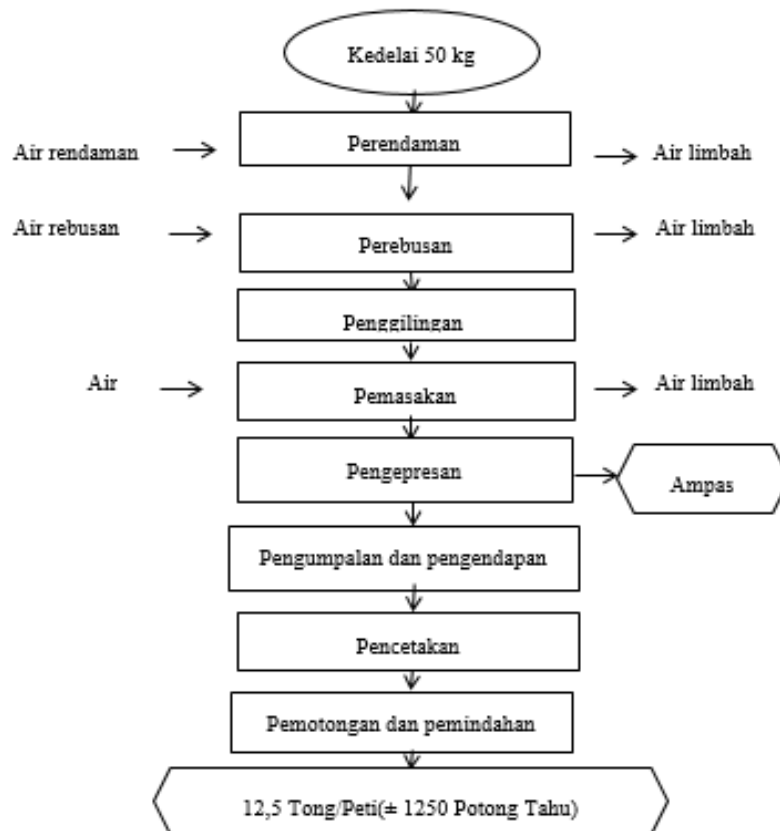 Kedelai 50 kg
Air rendaman
Perendaman
Air limbah
Air rebusan
Perebusan
Air limbah
Penggilingan
Air
Pemasakan
Air limbah
Pengepresan
Ampas
Pengumpalan dan pengendapan
Pencetakan
Pemotongan dan pemindahan
12,5 Tong/Peti(± 1250 Potong Tahu)